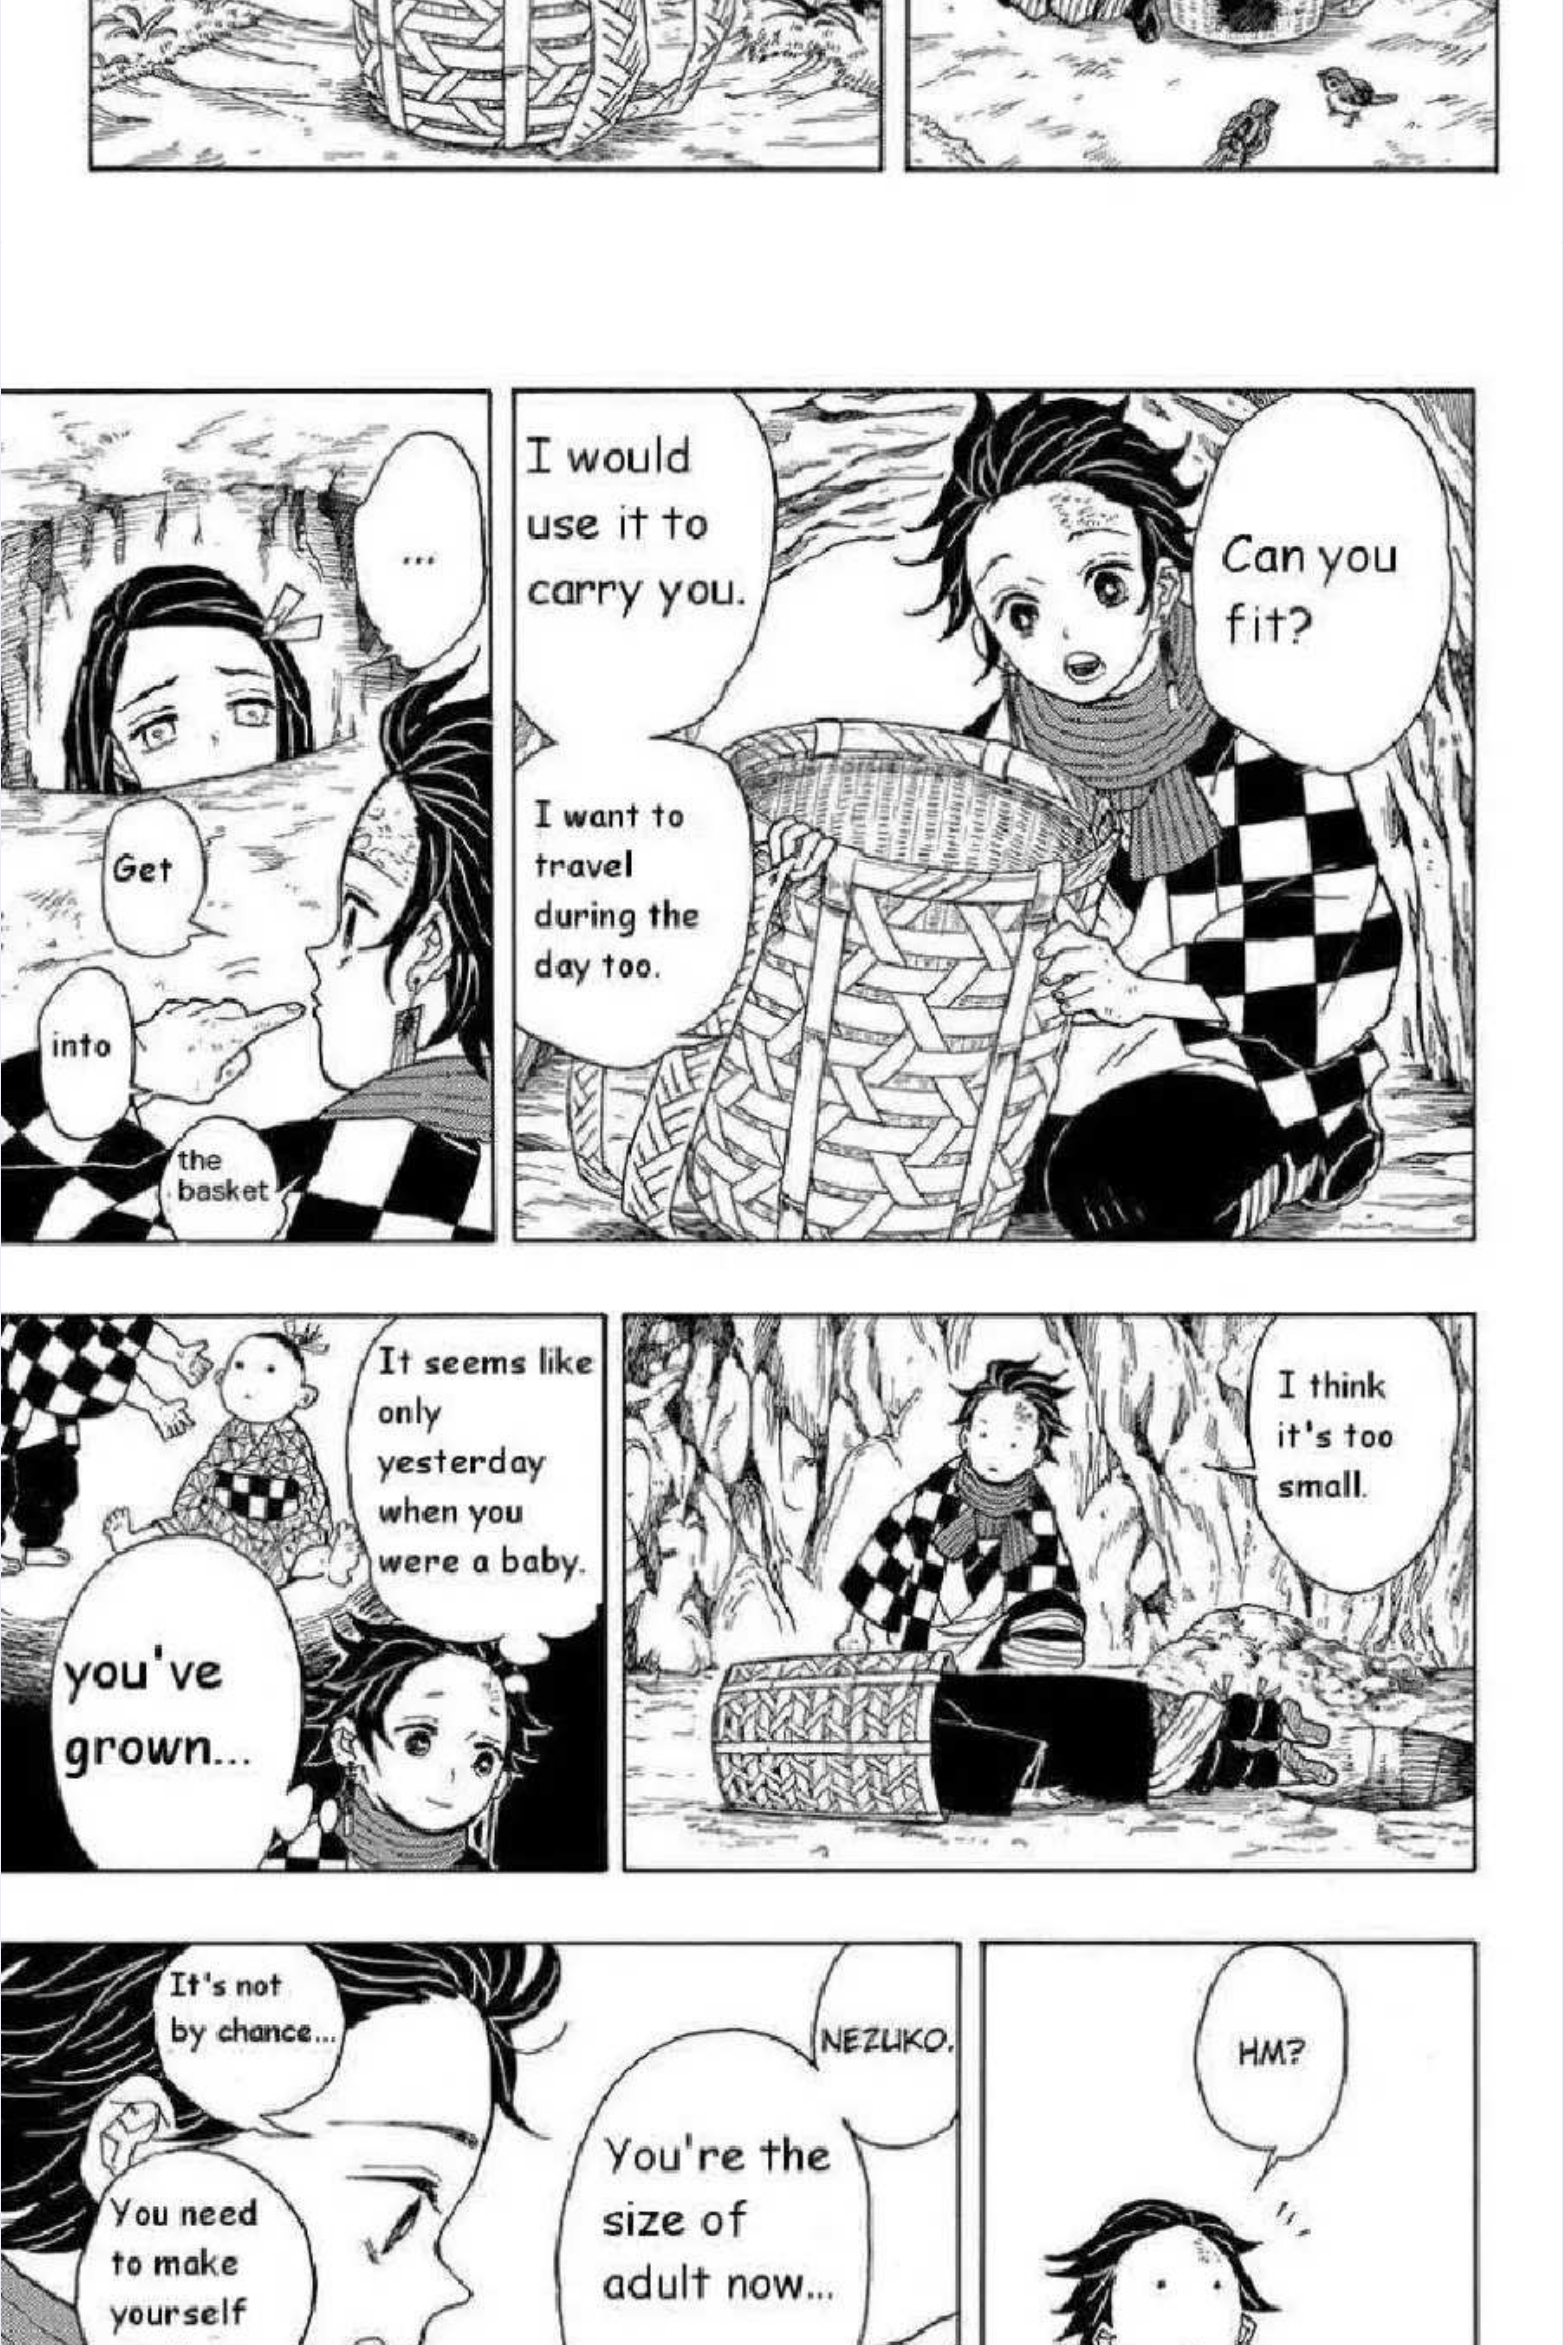 Can you
fit?
I would
use it to
carry you.
I want to
travel
during the
day too.
...
Get
into
the
basket
I think
it's too
small.
It seems like
only
yesterday
when you
were a baby.
you've
grown...
HM?
NEZUKO.
You're the
size of
adult now...
It's not
by chance...
You need
to make
yourself